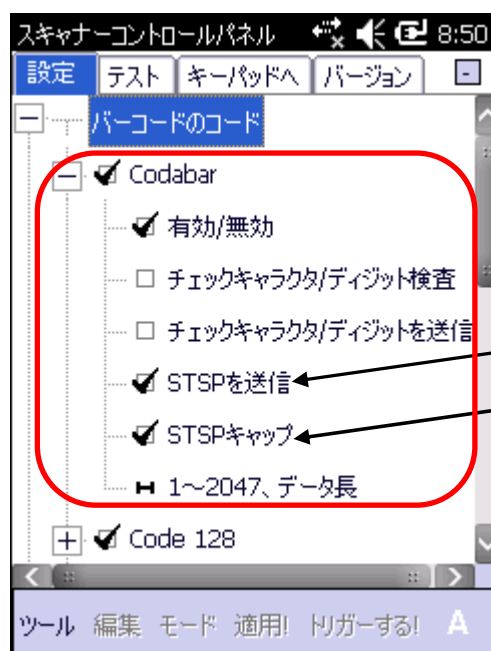 スキャナーコントロールパネル 8:50
設定 テスト キーパッドへ バージョン -
バーコードのコード
Codabar
有効/無効
チェックキャラクタ/ディジット検査
チェックキャラクタ/ディジットを送信
STSPを送信
STSPキャップ
1～2047、データ長
Code 128
ツール 編集 モード 適用! トリガーする! A